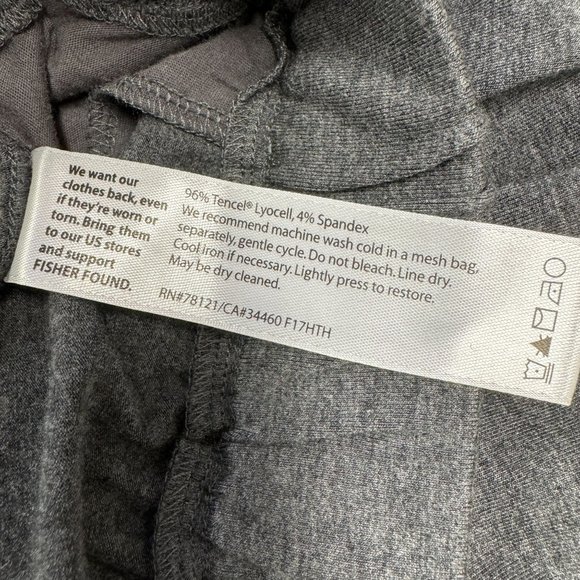 We want our
clothes back, even
if they're worn or
torn. Bring them
to our US stores
and support
FISHER FOUND.
96% Tencel® Lyocell, 4% Spandex
We recommend machine wash cold in a mesh bag,
separately, gentle cycle. Do not bleach. Line dry.
Cool iron if necessary. Lightly press to restore.
May be dry cleaned.
RN#78121/CA#34460 F17HTH